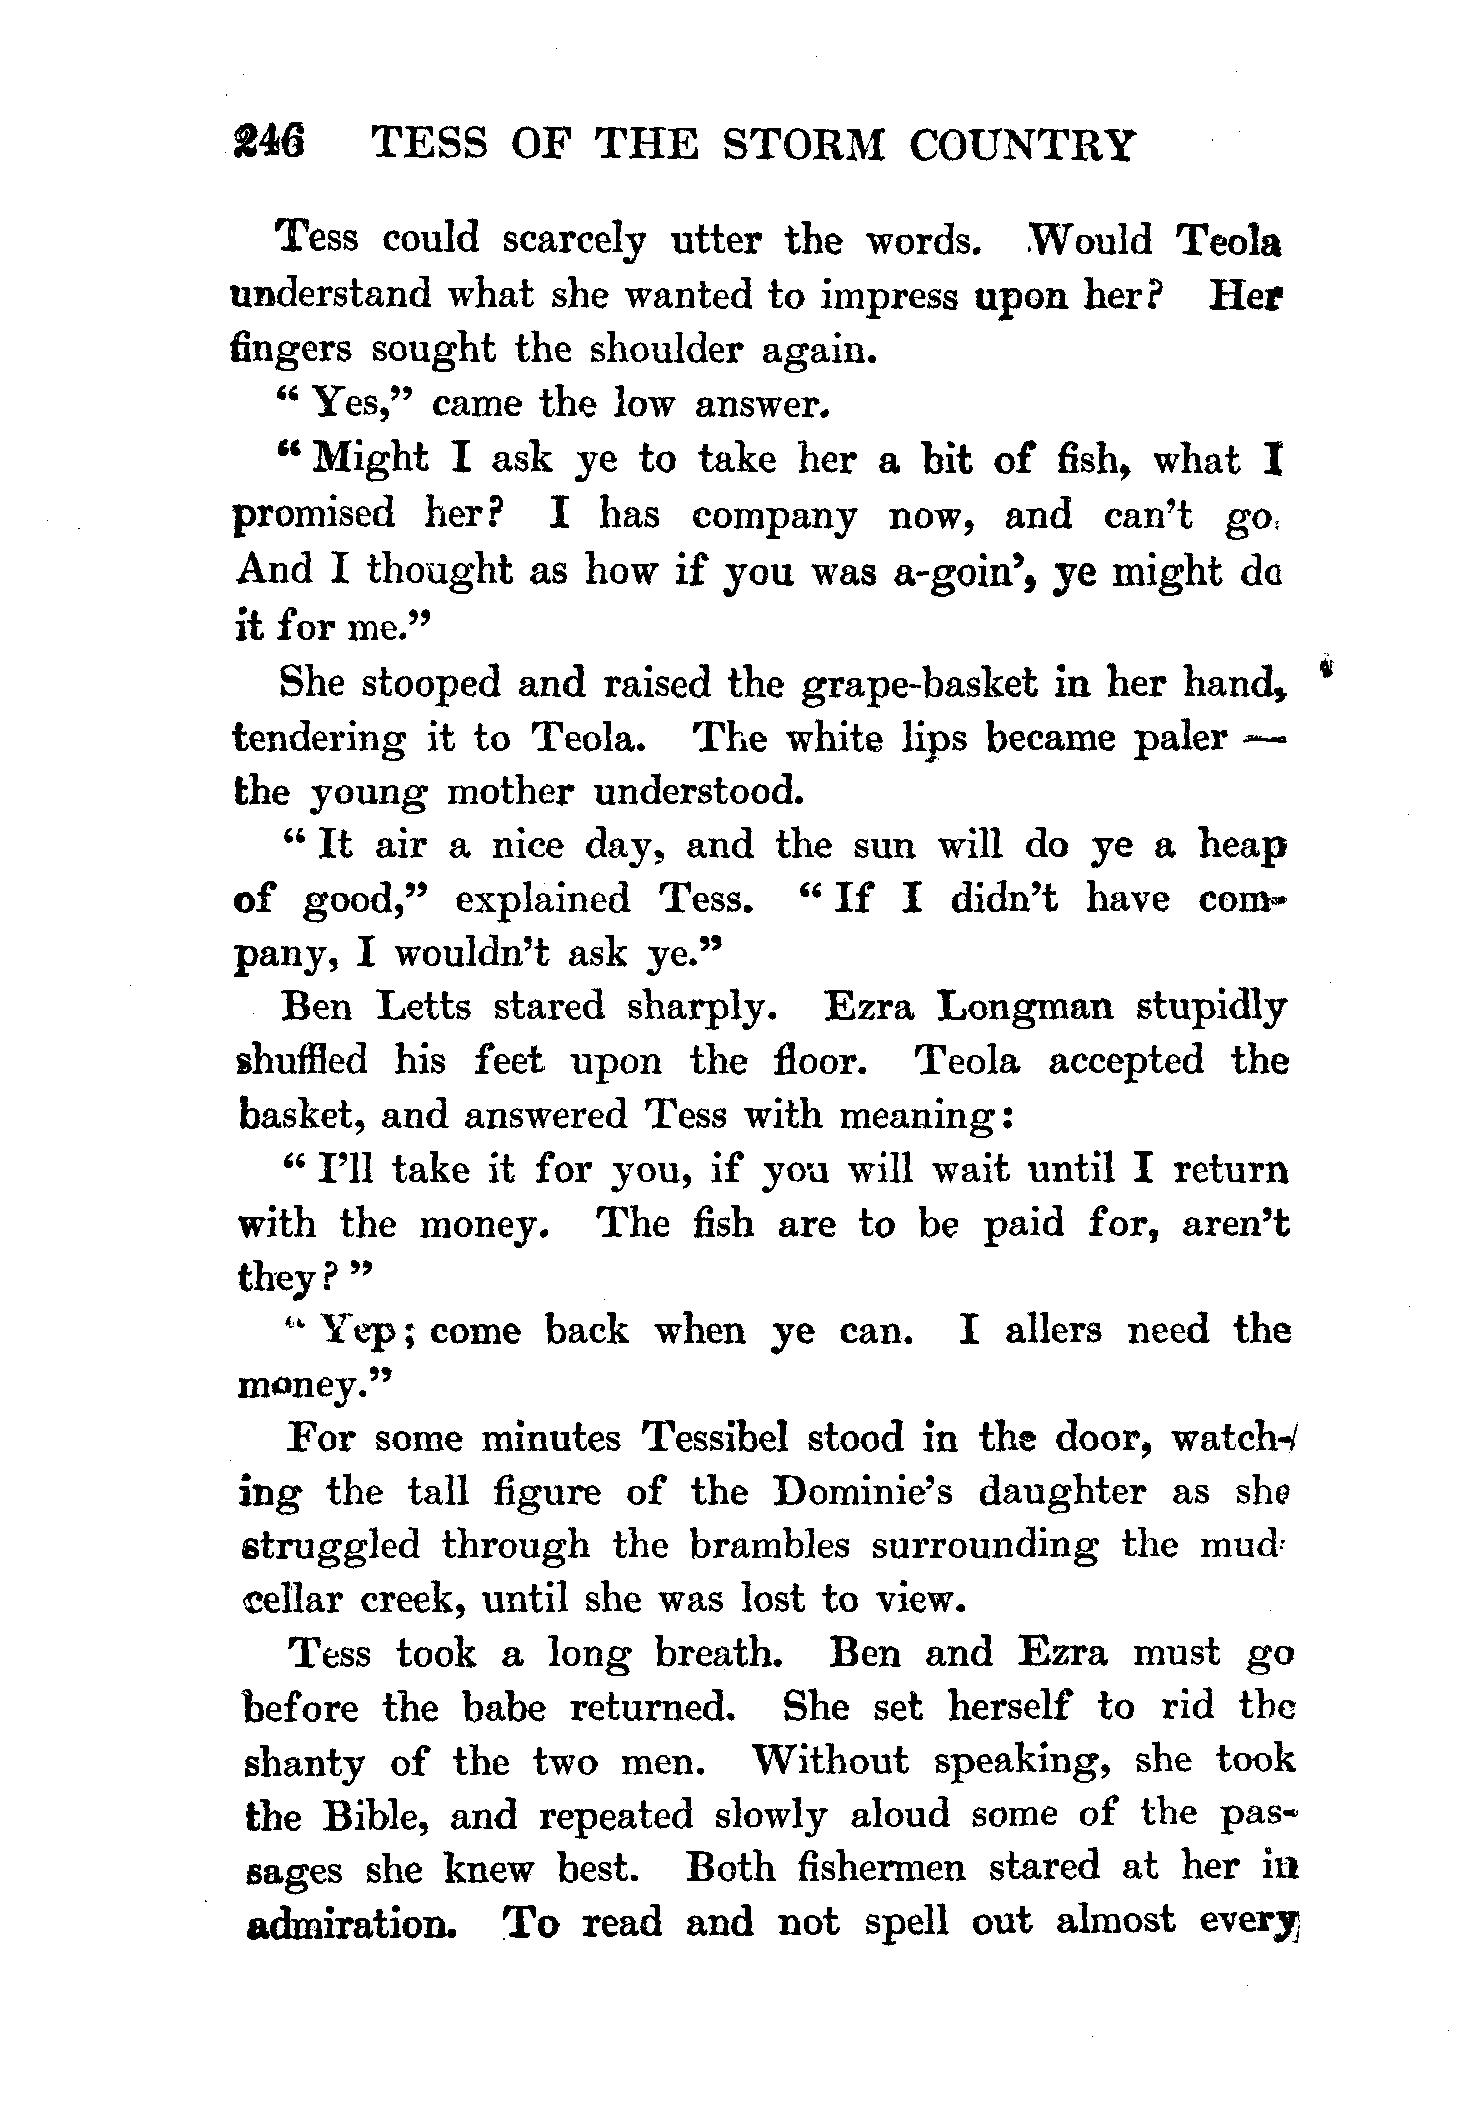 246 TESS OF THE STORM COUNTRY
Tess could scarcely utter the words. Would Teola
understand what she wanted to impress upon her? Her
fingers sought the shoulder again.
“ Yes,” came the low answer.
“ Might I ask ye to take her a bit of fish, what I
promised her? I has company now, and can’t go.
And I thought as how if you was a-goin’, ye might do
it for me.”
She stooped and raised the grape-basket in her hand,
tendering it to Teola. The white lips became paler —
the young mother understood.
“ It air a nice day, and the sun will do ye a heap
of good,” explained Tess. “ If I didn’t have com-
pany, I wouldn’t ask ye.”
Ben Letts stared sharply. Ezra Longman stupidly
shuffled his feet upon the floor. Teola accepted the
basket, and answered Tess with meaning:
“ I’ll take it for you, if you will wait until I return
with the money. The fish are to be paid for, aren’t
they? ”
“ Yep; come back when ye can. I allers need the
money.”
For some minutes Tessibel stood in the door, watch-
ing the tall figure of the Dominie’s daughter as she
struggled through the brambles surrounding the mud-
cellar creek, until she was lost to view.
Tess took a long breath. Ben and Ezra must go
before the babe returned. She set herself to rid the
shanty of the two men. Without speaking, she took
the Bible, and repeated slowly aloud some of the pas-
sages she knew best. Both fishermen stared at her in
admiration. To read and not spell out almost every